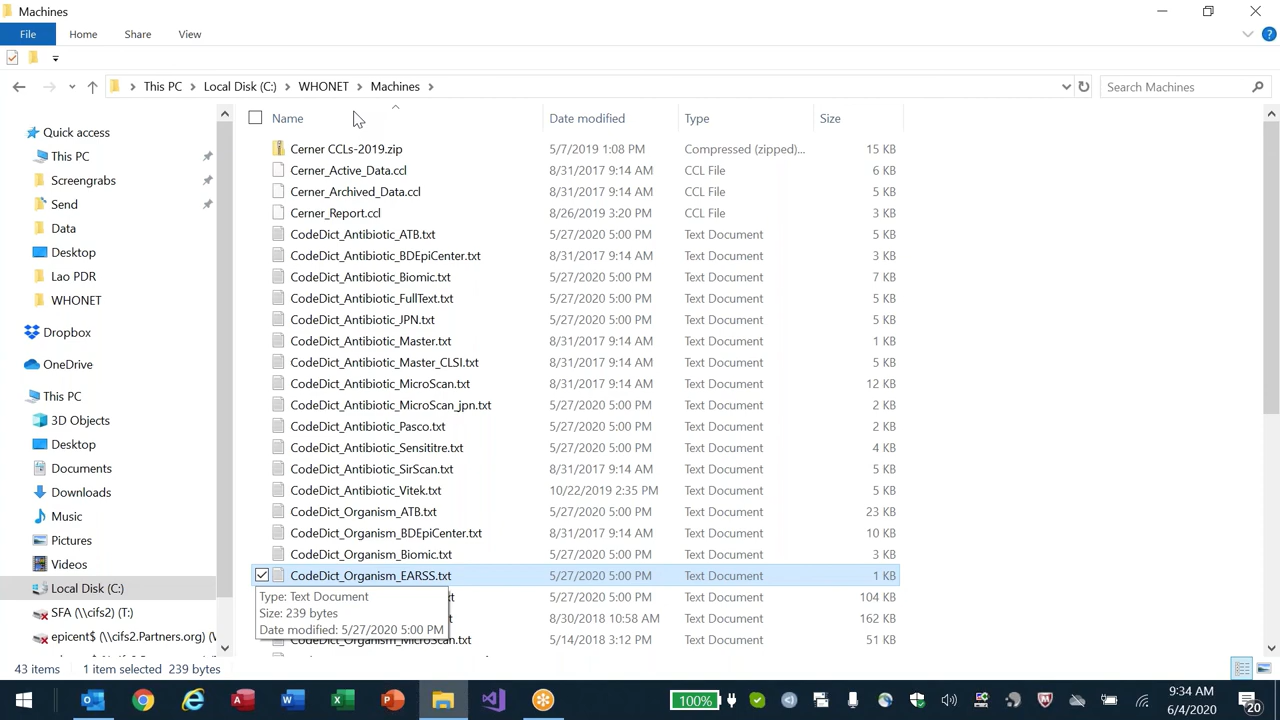 Machines
File Home Share View
This PC Local Disk (C:) WHONET Machines
Search Machines
Name Date modified Type Size
Quick access
This PC
Screengrabs
Send
Data
Desktop
Lao PDR
WHONET
Dropbox
OneDrive
This PC
3D Objects
Desktop
Documents
Downloads
Music
Pictures
Videos
Local Disk (C:)
SFA (\\cifs2) (T:)
epicent$ (\\cifs2.Partners.org) (W
Cerner CCLs-2019.zip 5/7/2019 1:08 PM Compressed (zipped)... 15 KB
Cerner_Active_Data.ccl 8/31/2017 9:14 AM CCL File 6 KB
Cerner_Archived_Data.ccl 8/31/2017 9:14 AM CCL File 5 KB
Cerner_Report.ccl 8/26/2019 3:20 PM CCL File 3 KB
CodeDict_Antibiotic_ATB.txt 5/27/2020 5:00 PM Text Document 5 KB
CodeDict_Antibiotic_BDEpiCenter.txt 8/31/2017 9:14 AM Text Document 3 KB
CodeDict_Antibiotic_Biomic.txt 5/27/2020 5:00 PM Text Document 7 KB
CodeDict_Antibiotic_FullText.txt 5/27/2020 5:00 PM Text Document 5 KB
CodeDict_Antibiotic_JPN.txt 5/27/2020 5:00 PM Text Document 5 KB
CodeDict_Antibiotic_Master.txt 8/31/2017 9:14 AM Text Document 1 KB
CodeDict_Antibiotic_Master_CLSI.txt 8/31/2017 9:14 AM Text Document 5 KB
CodeDict_Antibiotic_MicroScan.txt 8/31/2017 9:14 AM Text Document 12 KB
CodeDict_Antibiotic_MicroScan_jpn.txt 5/27/2020 5:00 PM Text Document 2 KB
CodeDict_Antibiotic_Pasco.txt 5/27/2020 5:00 PM Text Document 2 KB
CodeDict_Antibiotic_Sensititre.txt 5/27/2020 5:00 PM Text Document 4 KB
CodeDict_Antibiotic_SirScan.txt 8/31/2017 9:14 AM Text Document 5 KB
CodeDict_Antibiotic_Vitek.txt 10/22/2019 2:35 PM Text Document 5 KB
CodeDict_Organism_ATB.txt 5/27/2020 5:00 PM Text Document 23 KB
CodeDict_Organism_BDEpiCenter.txt 8/31/2017 9:14 AM Text Document 10 KB
CodeDict_Organism_Biomic.txt 5/27/2020 5:00 PM Text Document 3 KB
CodeDict_Organism_EARSS.txt 5/27/2020 5:00 PM Text Document 1 KB
5/27/2020 5:00 PM Text Document 104 KB
8/30/2018 10:58 AM Text Document 162 KB
CodeDict_Organism_MicroScan.txt 5/14/2018 3:12 PM Text Document 51 KB
Type: Text Document
Size: 239 bytes
Date modified: 5/27/2020 5:00 PM
43 items 1 item selected 239 bytes
100%
9:34 AM
6/4/2020
20